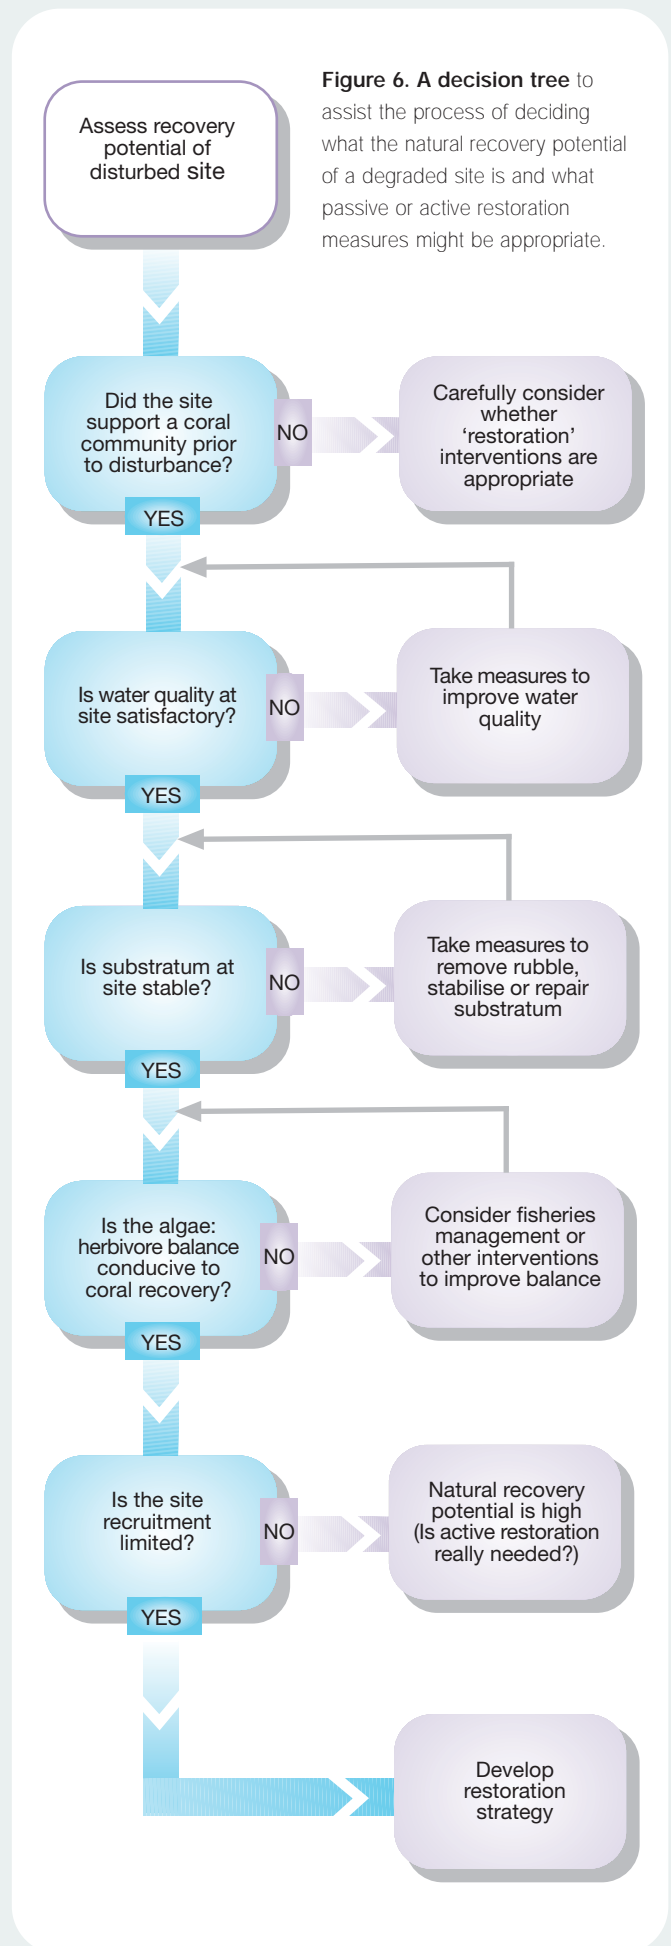 Figure 6. A decision tree to
assist the process of deciding
what the natural recovery potential
of a degraded site is and what
passive or active restoration
measures might be appropriate.
Assess recovery
potential of
disturbed site
Did the site
support a coral
community prior
to disturbance?
NO
Carefully consider
whether
‘restoration’
interventions are
appropriate
YES
Is water quality at
site satisfactory?
NO
Take measures to
improve water
quality
YES
Is substratum at
site stable?
NO
Take measures to
remove rubble,
stabilise or repair
substratum
YES
Is the algae:
herbivore balance
conducive to
coral recovery?
NO
Consider fisheries
management or
other interventions
to improve balance
YES
Is the site
recruitment
limited?
NO
Natural recovery
potential is high
(Is active restoration
really needed?)
YES
Develop
restoration
strategy